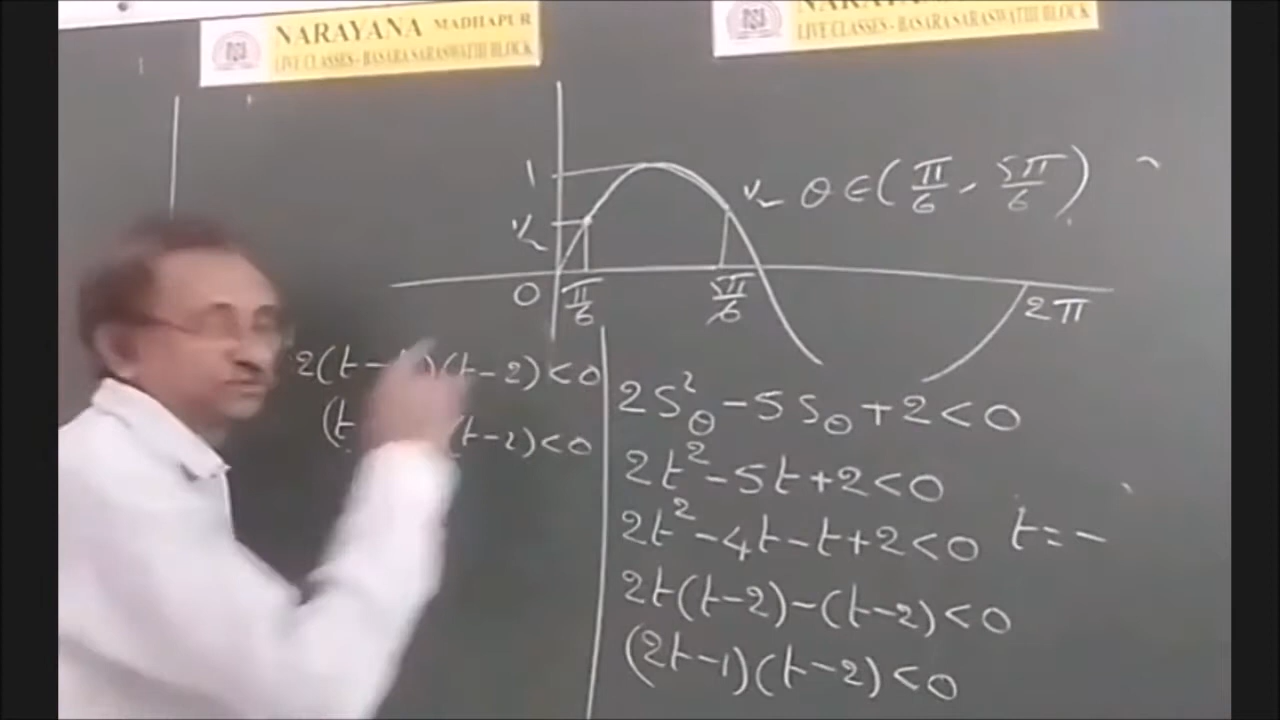 NARAYANA MADHAPUR
LIVE CLASSES - BASARA SARASWATHI BLOCK
NARAYANA MADHAPUR
LIVE CLASSES - BASARA SARASWATHI BLOCK
1
½
½
θ ∈ (π/6, 5π/6)
0
π/6
5π/6
2π
(t-2)<0
(t-2)<0
2S²θ - 5Sθ + 2 < 0
2t² - 5t + 2 < 0
2t² - 4t - t + 2 < 0
t = -
2t(t-2) - (t-2) < 0
(2t-1)(t-2) < 0